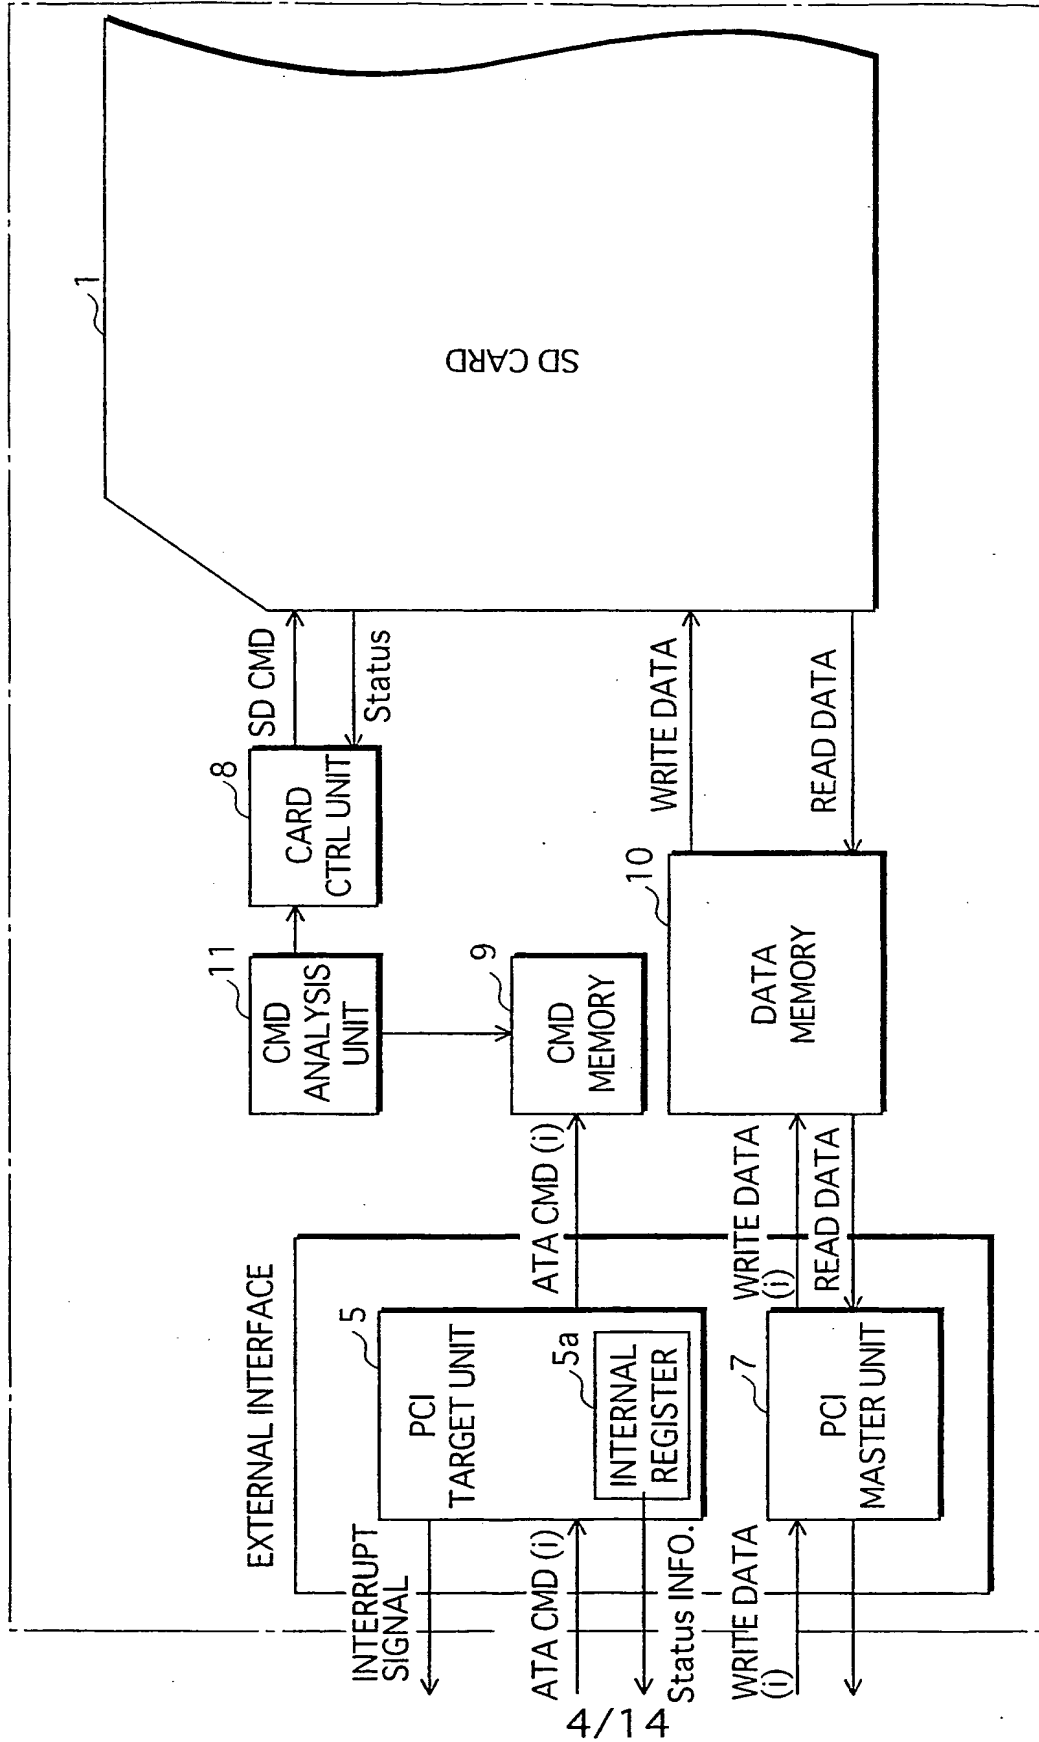 EXTERNAL INTERFACE
INTERRUPT
SIGNAL
5
PCI
TARGET UNIT
5a
INTERNAL
REGISTER
ATA CMD (i)
Status INFO.
ATA CMD (i)
WRITE DATA
(i)
7
PCI
MASTER UNIT
WRITE DATA
(i)
READ DATA
11
CMD
ANALYSIS
UNIT
9
CMD
MEMORY
10
DATA
MEMORY
8
CARD
CTRL UNIT
SD CMD
Status
WRITE DATA
READ DATA
1
SD CARD
4/14